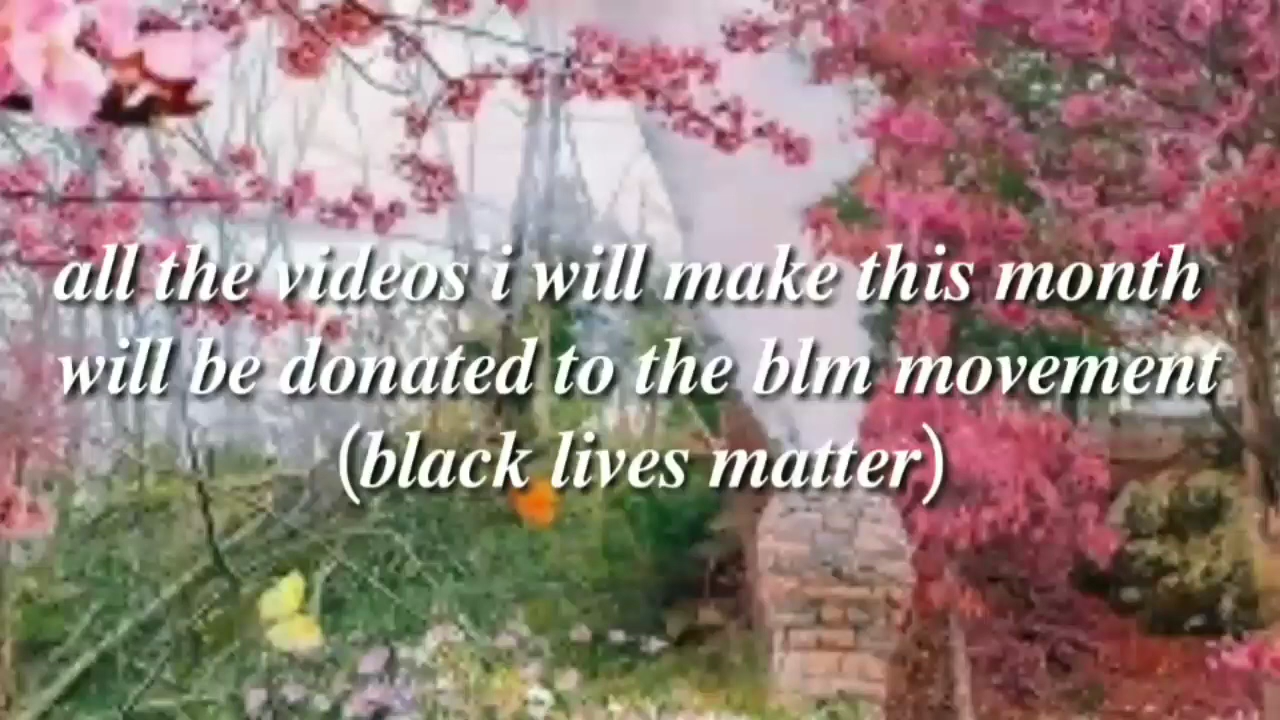 all the videos i will make this month
will be donated to the blm movement
(black lives matter)